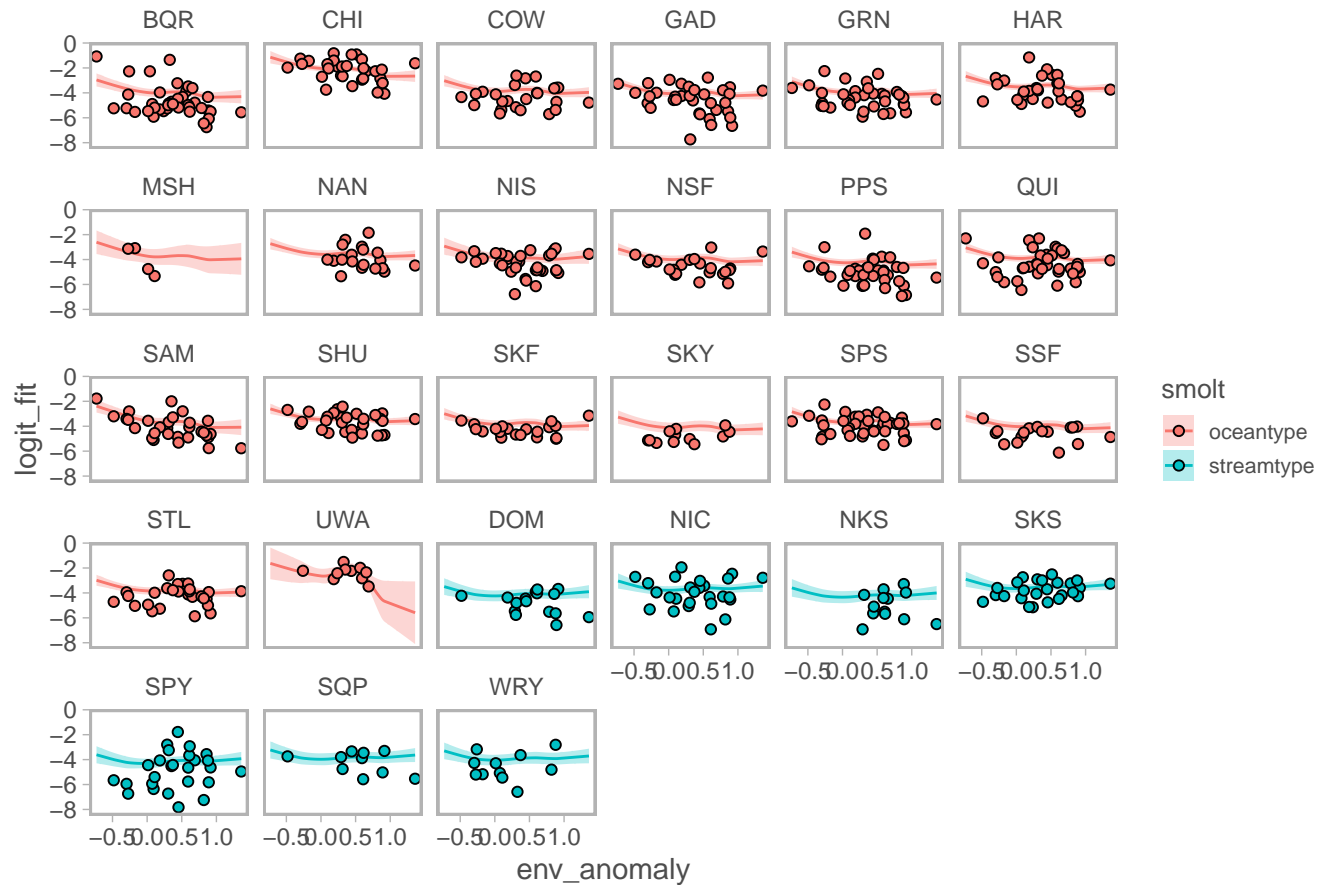 BQR CHI COW GAD GRN HAR
0
−2
−4
−6
−8
MSH NAN NIS NSF PPS QUI
0
−2
−4
−6
−8
SAM SHU SKF SKY SPS SSF
0
−2
−4
−6
−8
STL UWA DOM NIC NKS SKS
0
−2
−4
−6
−8
−0.5 0.0 0.5 1.0 −0.5 0.0 0.5 1.0 −0.5 0.0 0.5 1.0
SPY SQP WRY
0
−2
−4
−6
−8
−0.5 0.0 0.5 1.0 −0.5 0.0 0.5 1.0 −0.5 0.0 0.5 1.0
env_anomaly
logit_fit
smolt
oceantype
streamtype